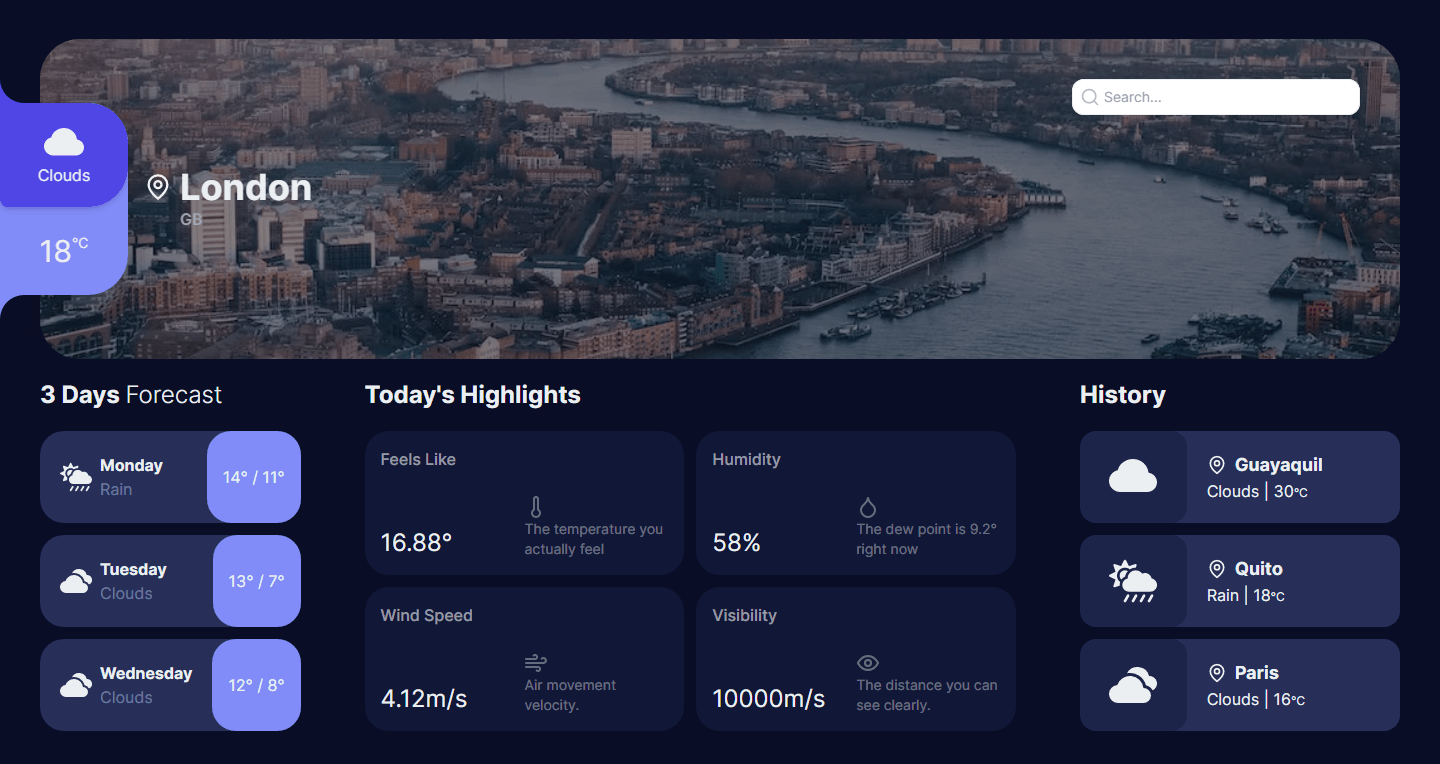 Search...
Clouds
18°C
London
GB
3 Days Forecast
Monday
Rain
14° / 11°
Tuesday
Clouds
13° / 7°
Wednesday
Clouds
12° / 8°
Today's Highlights
Feels Like
16.88°
The temperature you
actually feel
Humidity
58%
The dew point is 9.2°
right now
Wind Speed
4.12m/s
Air movement
velocity.
Visibility
10000m/s
The distance you can
see clearly.
History
Guayaquil
Clouds | 30°C
Quito
Rain | 18°C
Paris
Clouds | 16°C